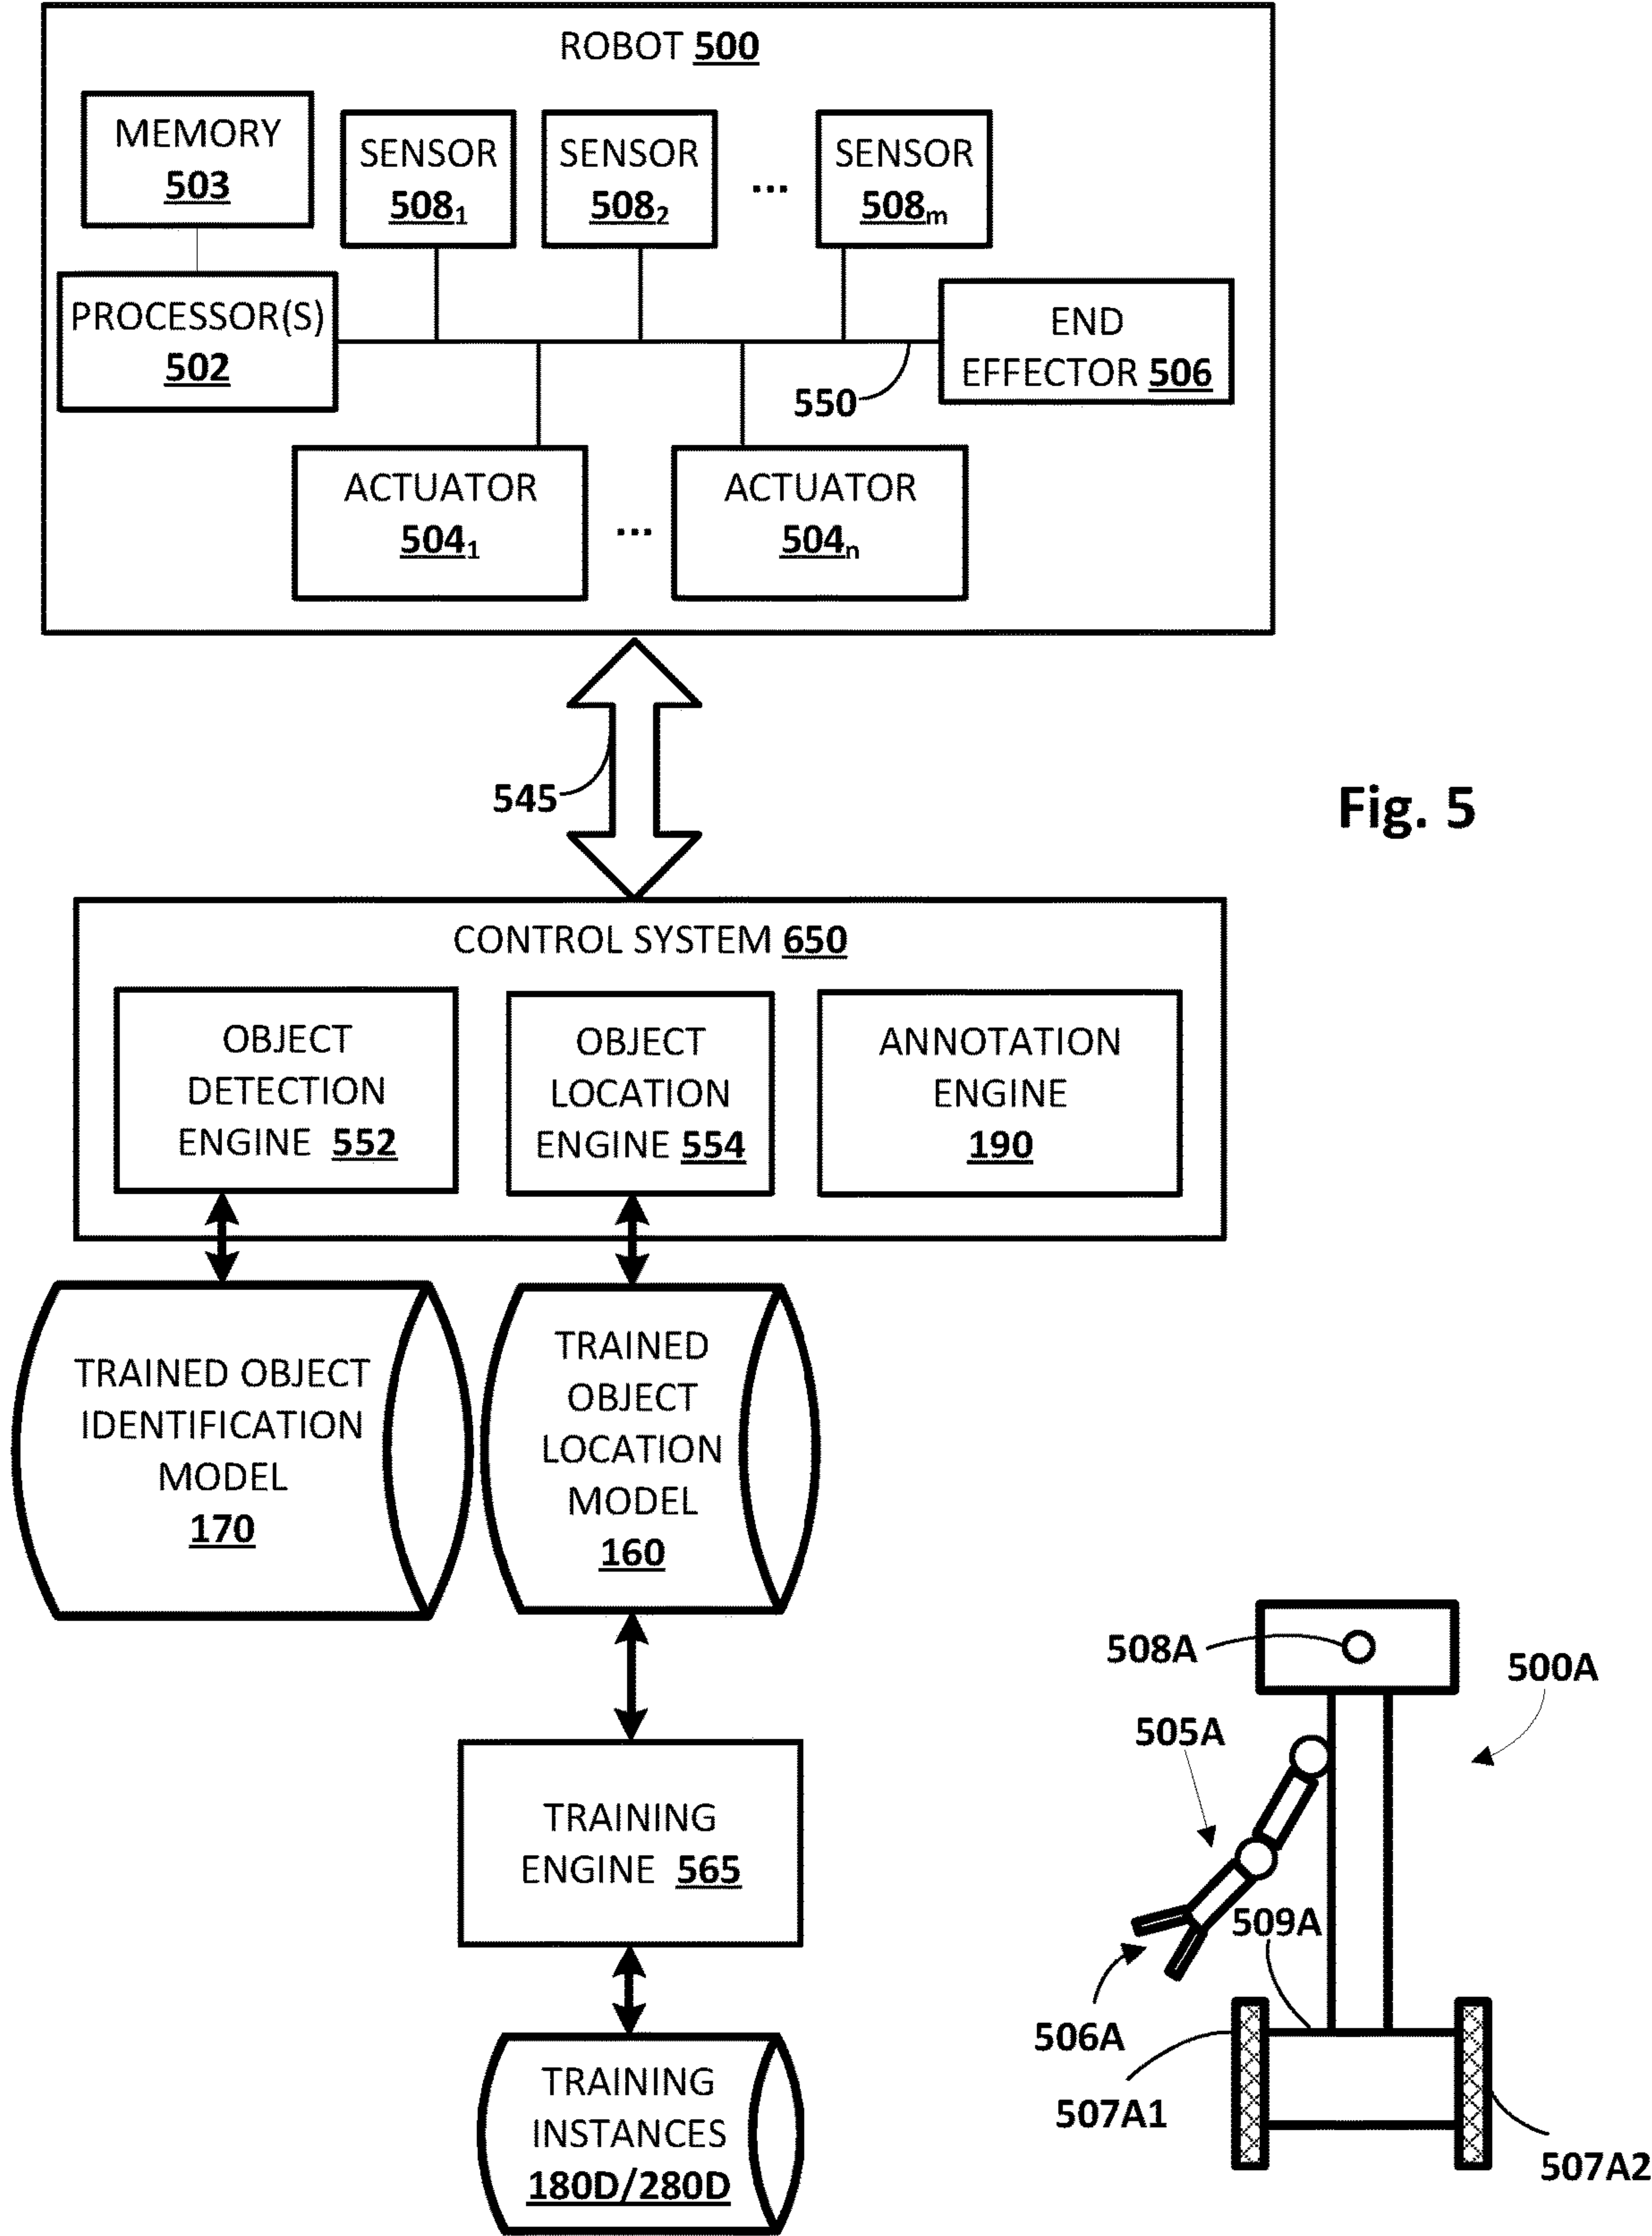 ROBOT 500
MEMORY
503
SENSOR
508₁
SENSOR
508₂
...
SENSOR
508ₘ
PROCESSOR(S)
502
END
EFFECTOR 506
550
ACTUATOR
504₁
...
ACTUATOR
504ₙ
545
Fig. 5
CONTROL SYSTEM 650
OBJECT
DETECTION
ENGINE 552
OBJECT
LOCATION
ENGINE 554
ANNOTATION
ENGINE
190
TRAINED OBJECT
IDENTIFICATION
MODEL
170
TRAINED
OBJECT
LOCATION
MODEL
160
TRAINING
ENGINE 565
TRAINING
INSTANCES
180D/280D
508A
500A
505A
509A
506A
507A1
507A2